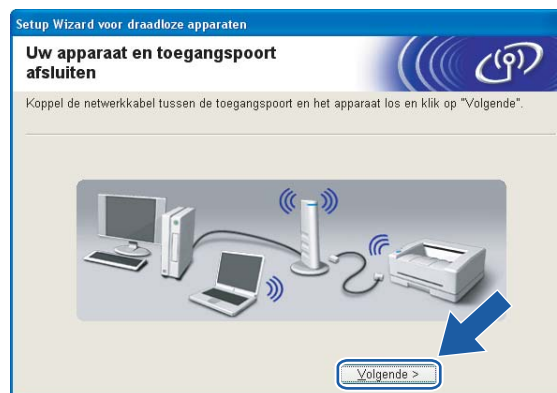 Setup Wizard voor draadloze apparaten
Uw apparaat en toegangspoort
afsluiten
Koppel de netwerkkabel tussen de toegangspoort en het apparaat los en klik op "Volgende".
Volgende >